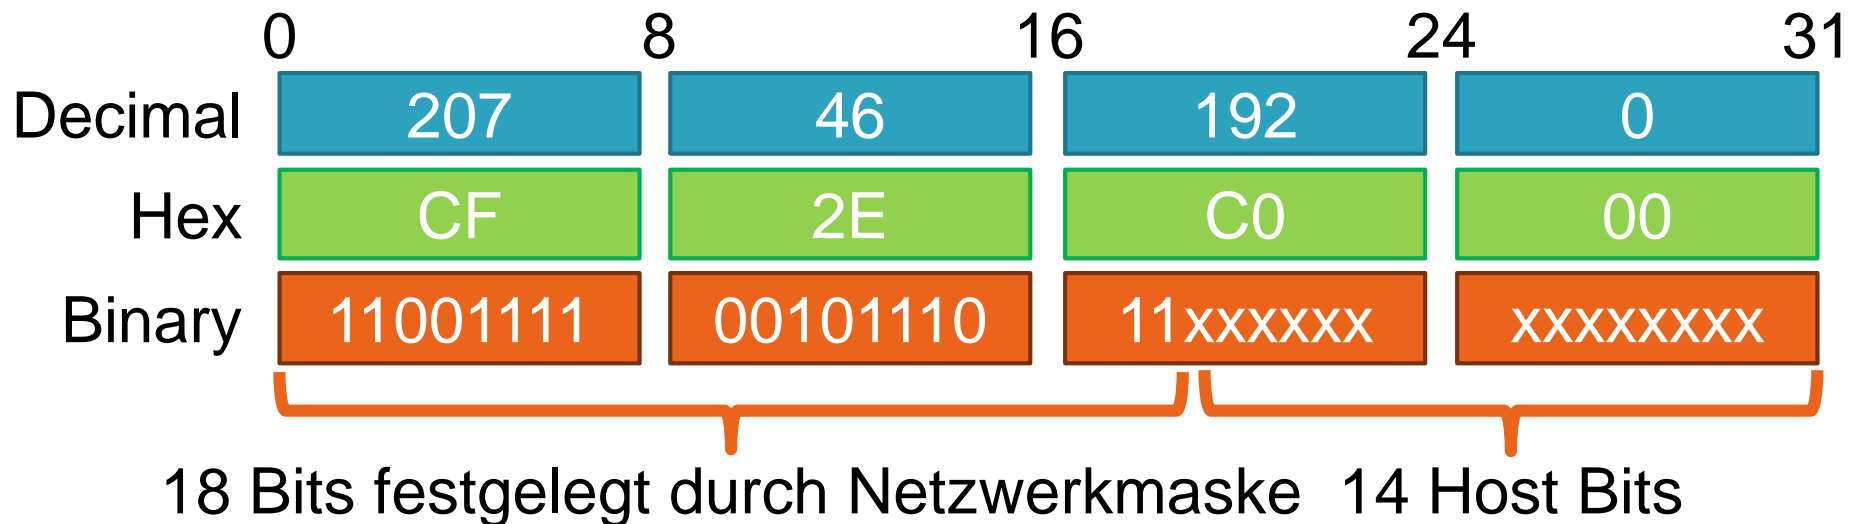 0 8 16 24 31
Decimal 207 46 192 0
Hex CF 2E C0 00
Binary 11001111 00101110 11xxxxxx xxxxxxxx
18 Bits festgelegt durch Netzwerkmaske 14 Host Bits